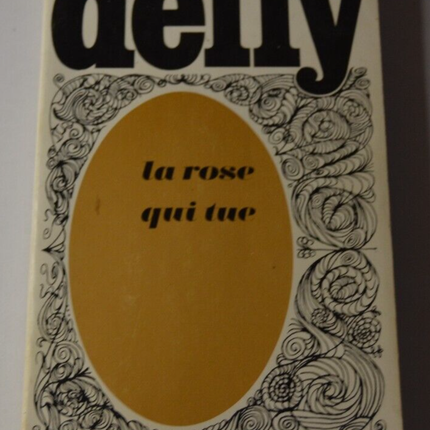 delly
la rose
qui tue